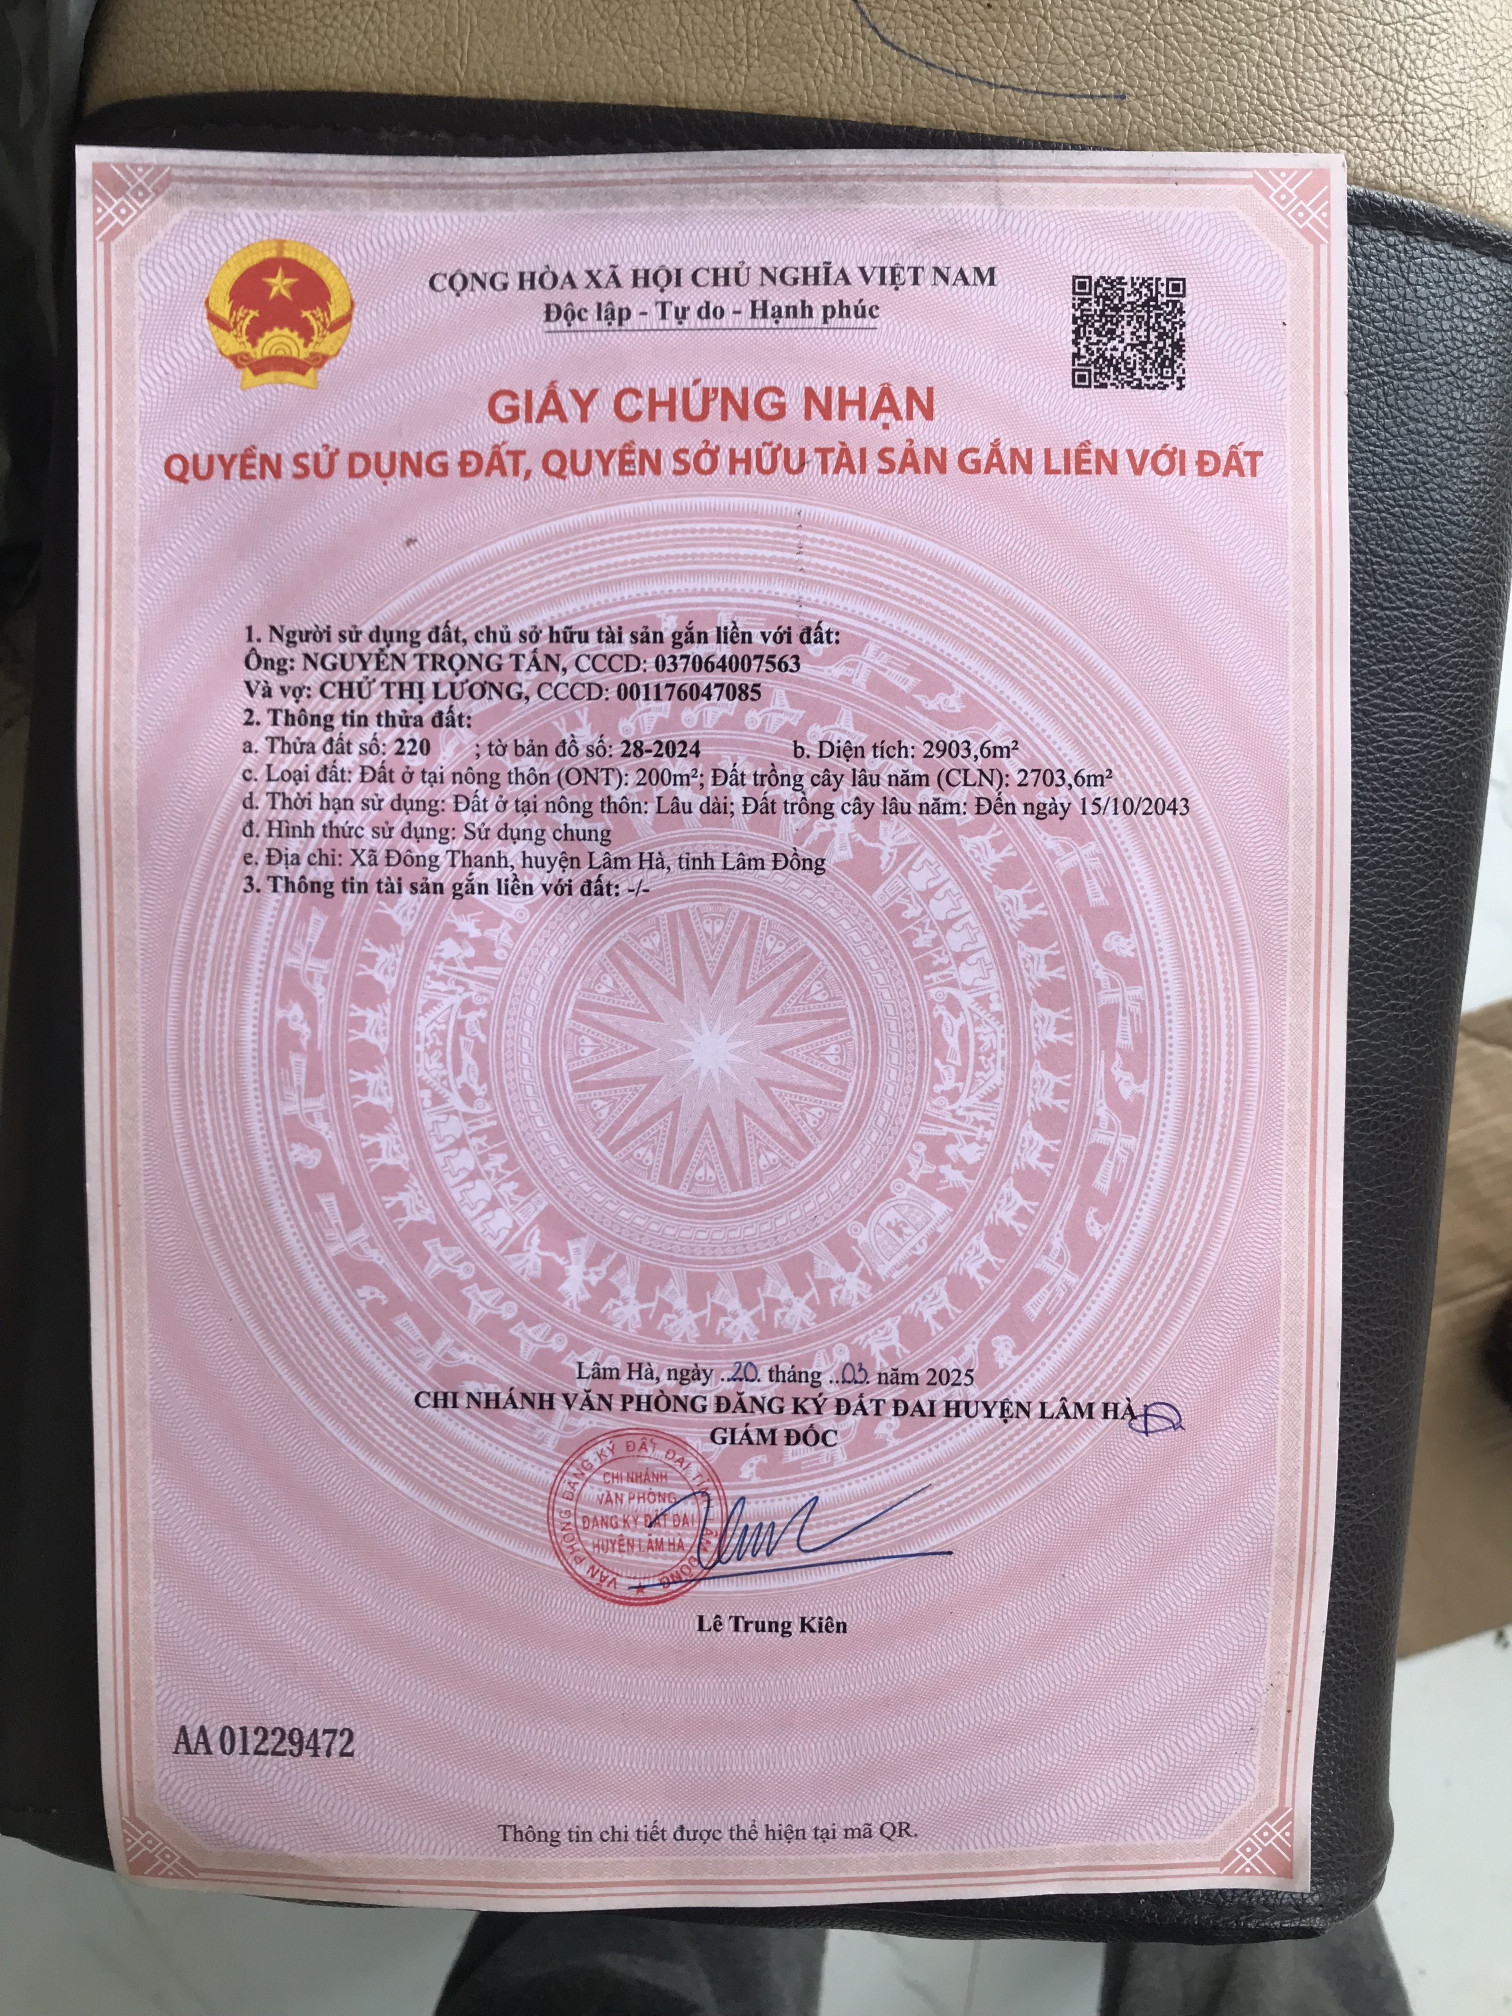 CỘNG HÒA XÃ HỘI CHỦ NGHĨA VIỆT NAM
Độc lập - Tự do - Hạnh phúc
GIẤY CHỨNG NHẬN
QUYỀN SỬ DỤNG ĐẤT, QUYỀN SỞ HỮU TÀI SẢN GẮN LIỀN VỚI ĐẤT
1. Người sử dụng đất, chủ sở hữu tài sản gắn liền với đất:
Ông: NGUYỄN TRỌNG TẤN, CCCD: 037064007563
Và vợ: CHỬ THỊ LƯƠNG, CCCD: 001176047085
2. Thông tin thửa đất:
a. Thửa đất số: 220 ; tờ bản đồ số: 28-2024 b. Diện tích: 2903,6m²
c. Loại đất: Đất ở tại nông thôn (ONT): 200m²; Đất trồng cây lâu năm (CLN): 2703,6m²
d. Thời hạn sử dụng: Đất ở tại nông thôn: Lâu dài; Đất trồng cây lâu năm: Đến ngày 15/10/2043
đ. Hình thức sử dụng: Sử dụng chung
e. Địa chỉ: Xã Đông Thanh, huyện Lâm Hà, tỉnh Lâm Đồng
3. Thông tin tài sản gắn liền với đất: -/-
Lâm Hà, ngày ..20. tháng ..03. năm 2025
CHI NHÁNH VĂN PHÒNG ĐĂNG KÝ ĐẤT ĐAI HUYỆN LÂM HÀ
GIÁM ĐỐC
VĂN PHÒNG ĐĂNG KÝ ĐẤT ĐAI TỈNH LÂM ĐỒNG
CHI NHÁNH
VĂN PHÒNG
ĐĂNG KÝ ĐẤT ĐAI
HUYỆN LÂM HÀ
Lê Trung Kiên
AA 01229472
Thông tin chi tiết được thể hiện tại mã QR.